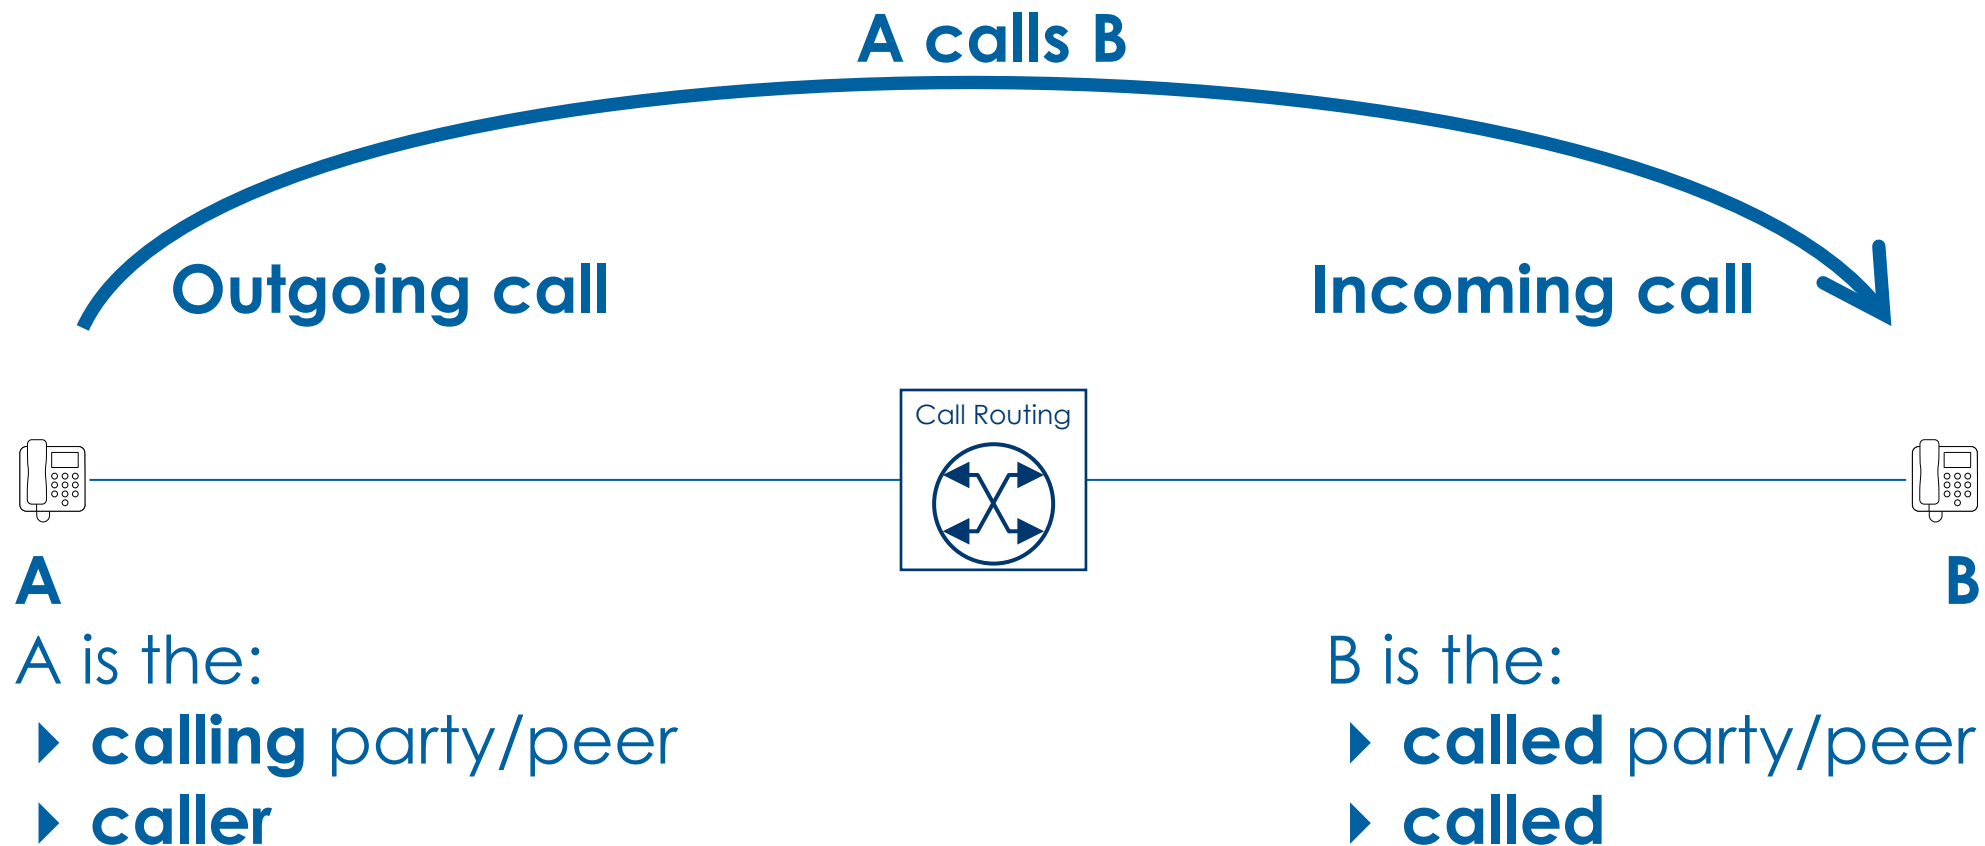 A calls B
Outgoing call
Incoming call
Call Routing
A
A is the:
calling party/peer
caller
B
B is the:
called party/peer
called